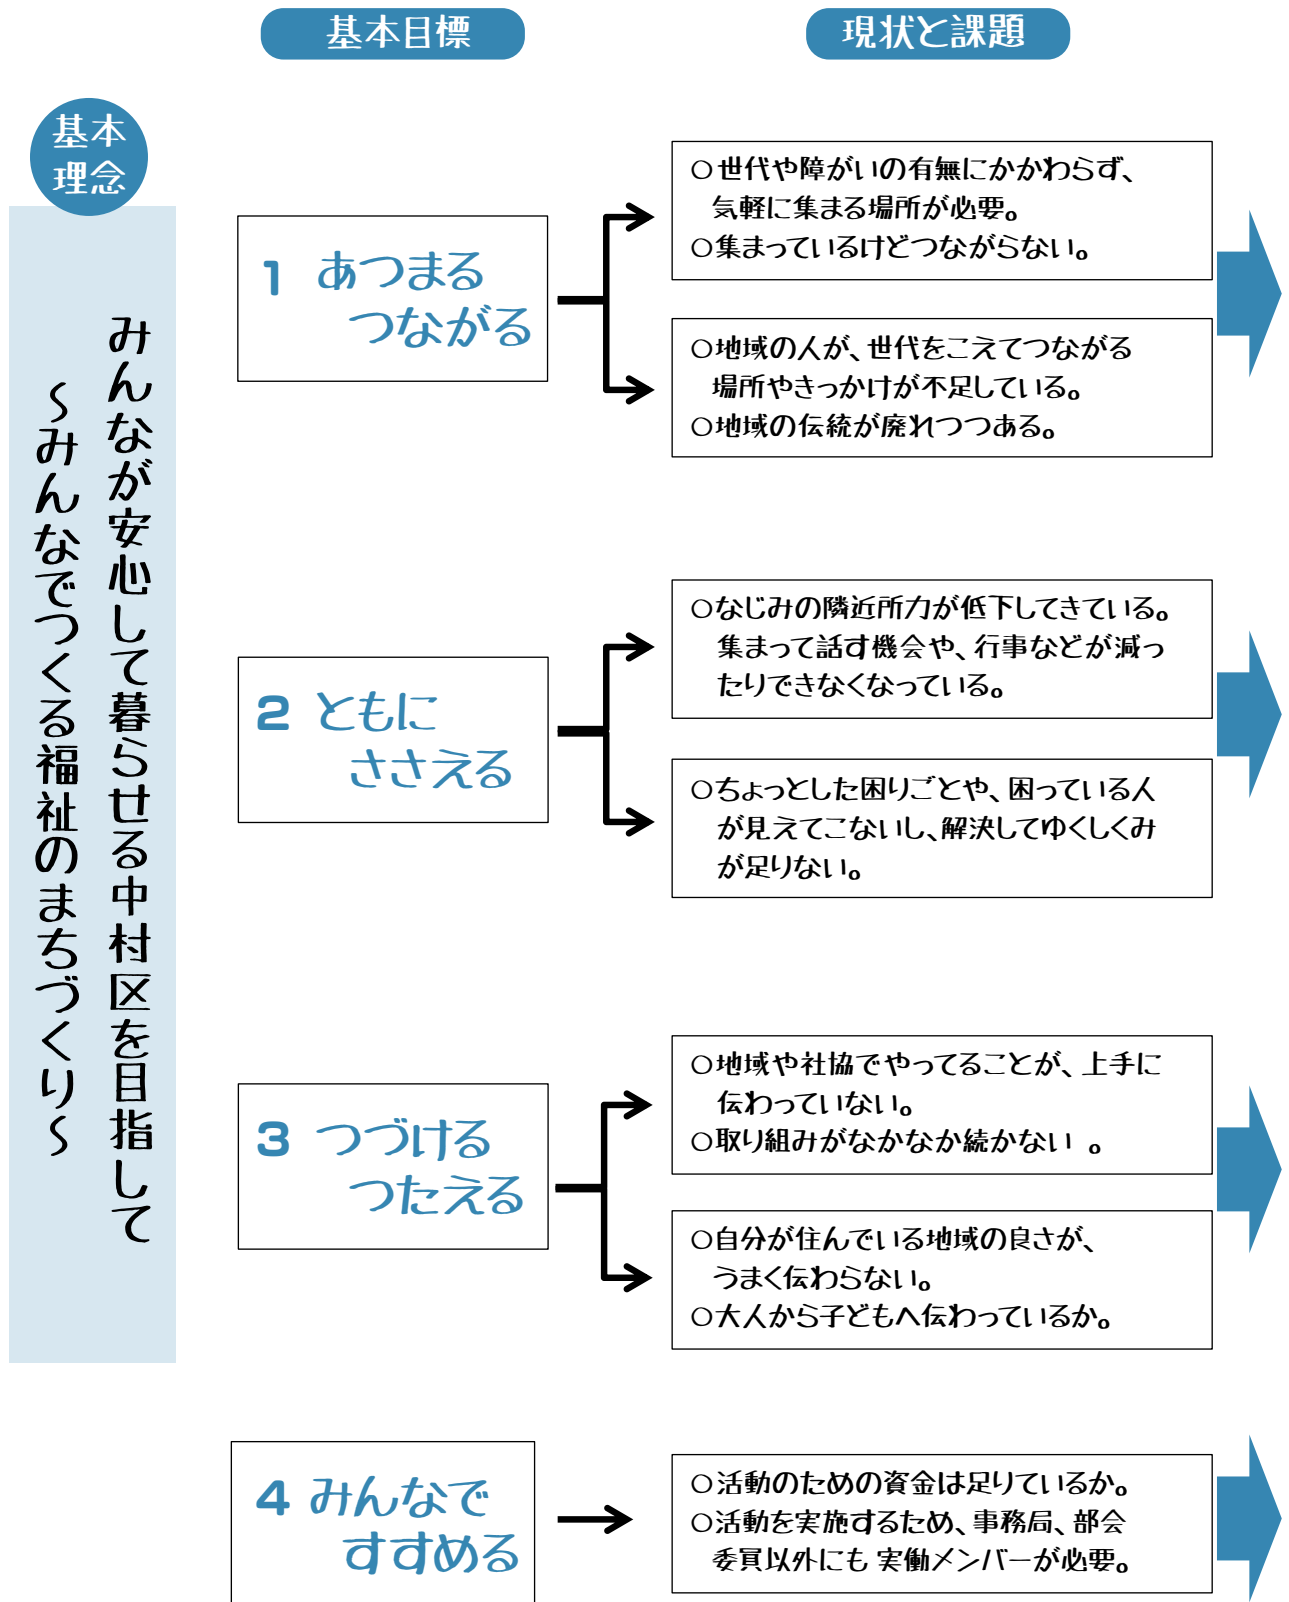 基本目標
現状と課題
基本
理念
みんなが安心して暮らせる中村区を目指して
～みんなでつくる福祉のまちづくり～
1 あつまる
つながる
○世代や障がいの有無にかかわらず、
気軽に集まる場所が必要。
○集まっているけどつながらない。
○地域の人が、世代をこえてつながる
場所やきっかけが不足している。
○地域の伝統が廃れつつある。
2 ともに
ささえる
○なじみの隣近所力が低下してきている。
集まって話す機会や、行事などが減っ
たりできなくなっている。
○ちょっとした困りごとや、困っている人
が見えてこないし、解決してゆくしくみ
が足りない。
3 つづける
つたえる
○地域や社協でやってることが、上手に
伝わっていない。
○取り組みがなかなか続かない 。
○自分が住んでいる地域の良さが、
うまく伝わらない。
○大人から子どもへ伝わっているか。
4 みんなで
すすめる
○活動のための資金は足りているか。
○活動を実施するため、事務局、部会
委員以外にも 実働メンバーが必要。